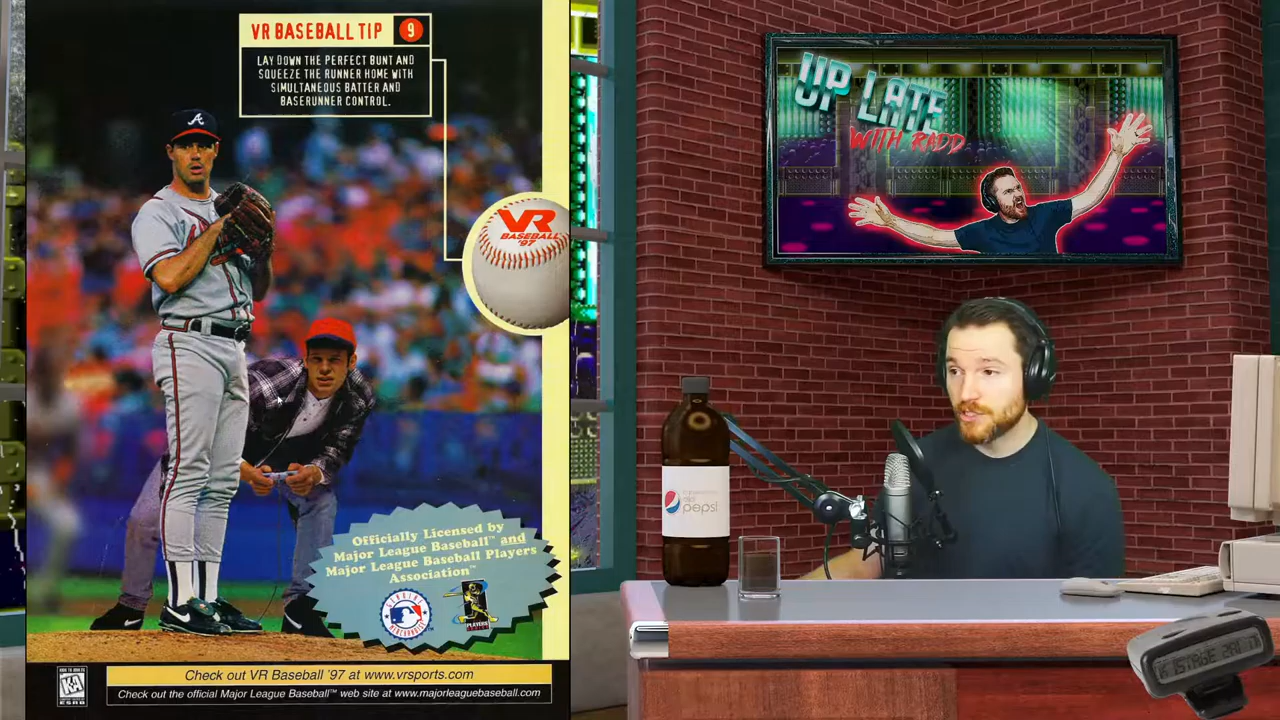 VR BASEBALL TIP 9
LAY DOWN THE PERFECT BUNT AND
SQUEEZE THE RUNNER HOME WITH
SIMULTANEOUS BATTER AND
BASERUNNER CONTROL.
A
VR
BASEBALL
'97
Officially Licensed by
Major League Baseball™ and
Major League Baseball Players
Association™
PLAYERS
Check out VR Baseball '97 at www.vrsports.com
Check out the official Major League Baseball™ web site at www.majorleaguebaseball.com
K-A
ESRB
UP LATE
WITH RADD
pepsi